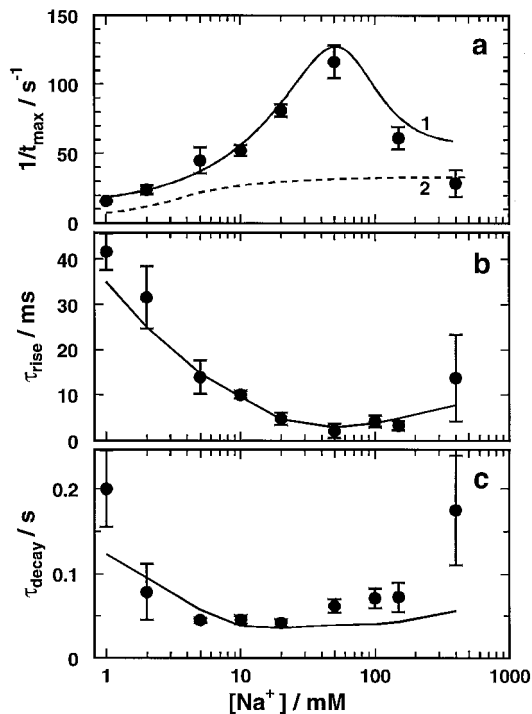 a
150
100
50
0
1/t_max / s⁻¹
1
2
b
40
30
20
10
0
τ_rise / ms
c
0.2
0.1
0
τ_decay / s
1 10 100 1000
[Na⁺] / mM